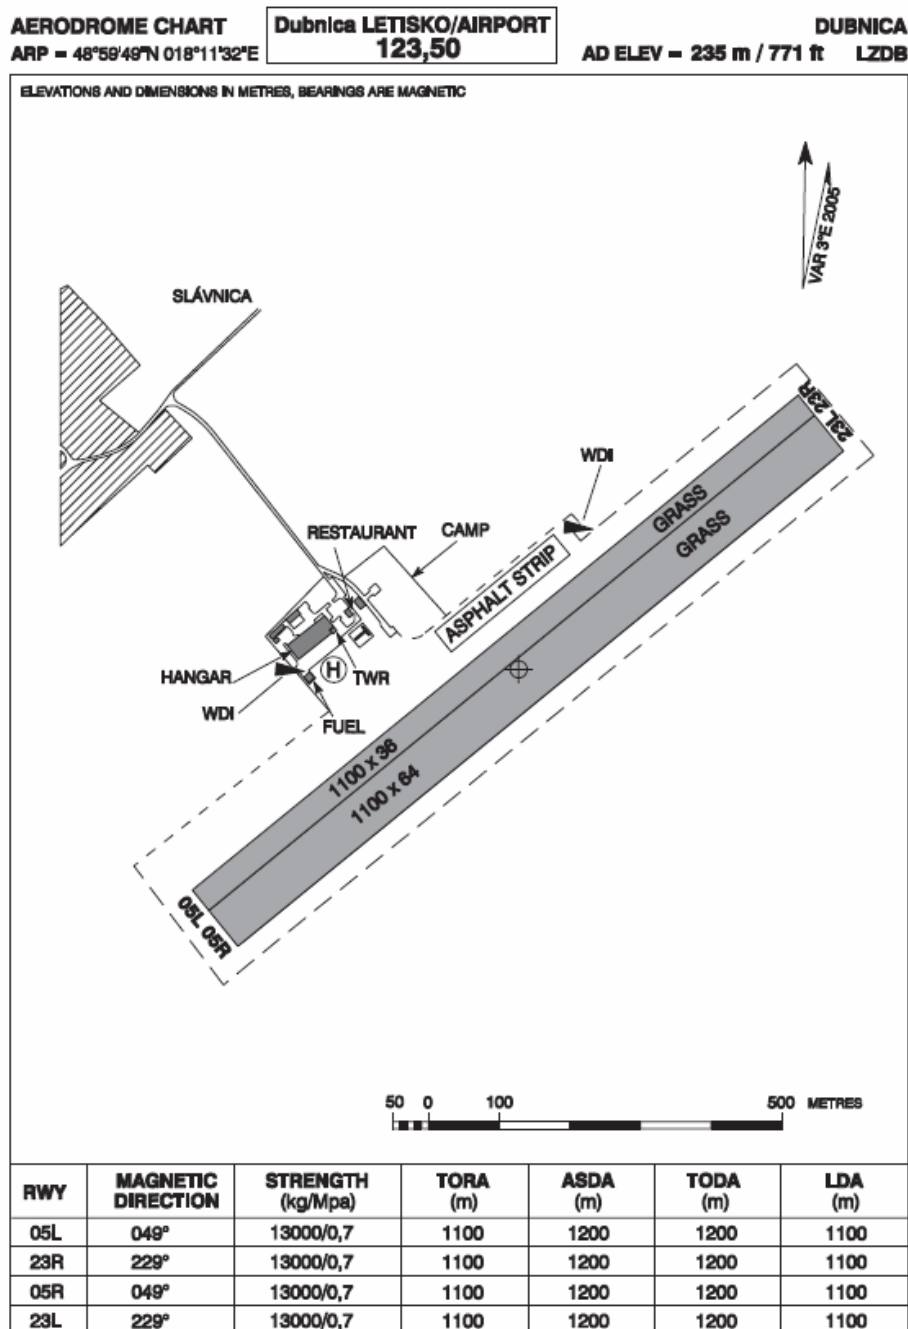 AERODROME CHART
Dubnica LETISKO/AIRPORT
DUBNICA
ARP = 48°59'49"N 018°11'32"E
123,50
AD ELEV = 235 m / 771 ft LZDB
ELEVATIONS AND DIMENSIONS IN METRES, BEARINGS ARE MAGNETIC
VAR 3°E 2005
SLÁVNICA
23L 23R
WDI
GRASS
GRASS
RESTAURANT
CAMP
ASPHALT STRIP
HANGAR
H
TWR
WDI
FUEL
1100 x 36
1100 x 64
05L 05R
50 0 100 500 METRES
RWY MAGNETIC DIRECTION STRENGTH (kg/Mpa) TORA (m) ASDA (m) TODA (m) LDA (m)
05L 049° 13000/0,7 1100 1200 1200 1100
23R 229° 13000/0,7 1100 1200 1200 1100
05R 049° 13000/0,7 1100 1200 1200 1100
23L 229° 13000/0,7 1100 1200 1200 1100